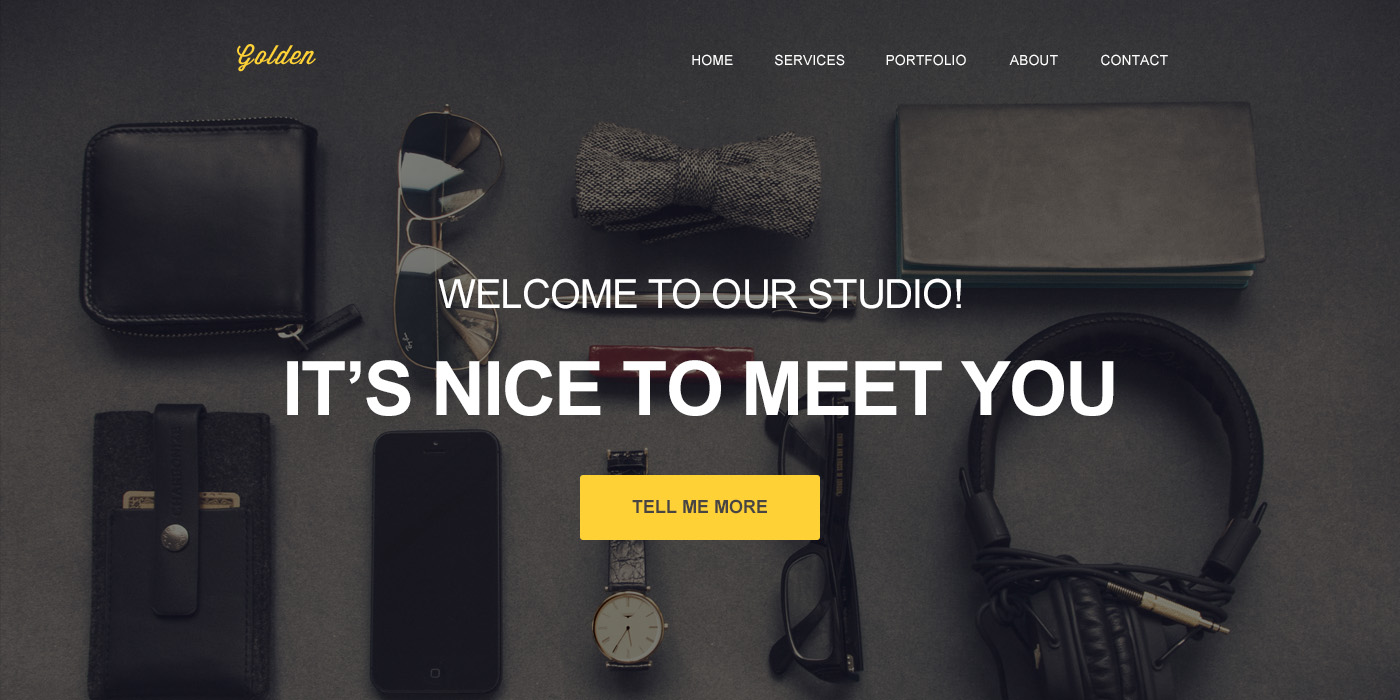 Golden
HOME SERVICES PORTFOLIO ABOUT CONTACT
WELCOME TO OUR STUDIO!
IT’S NICE TO MEET YOU
TELL ME MORE